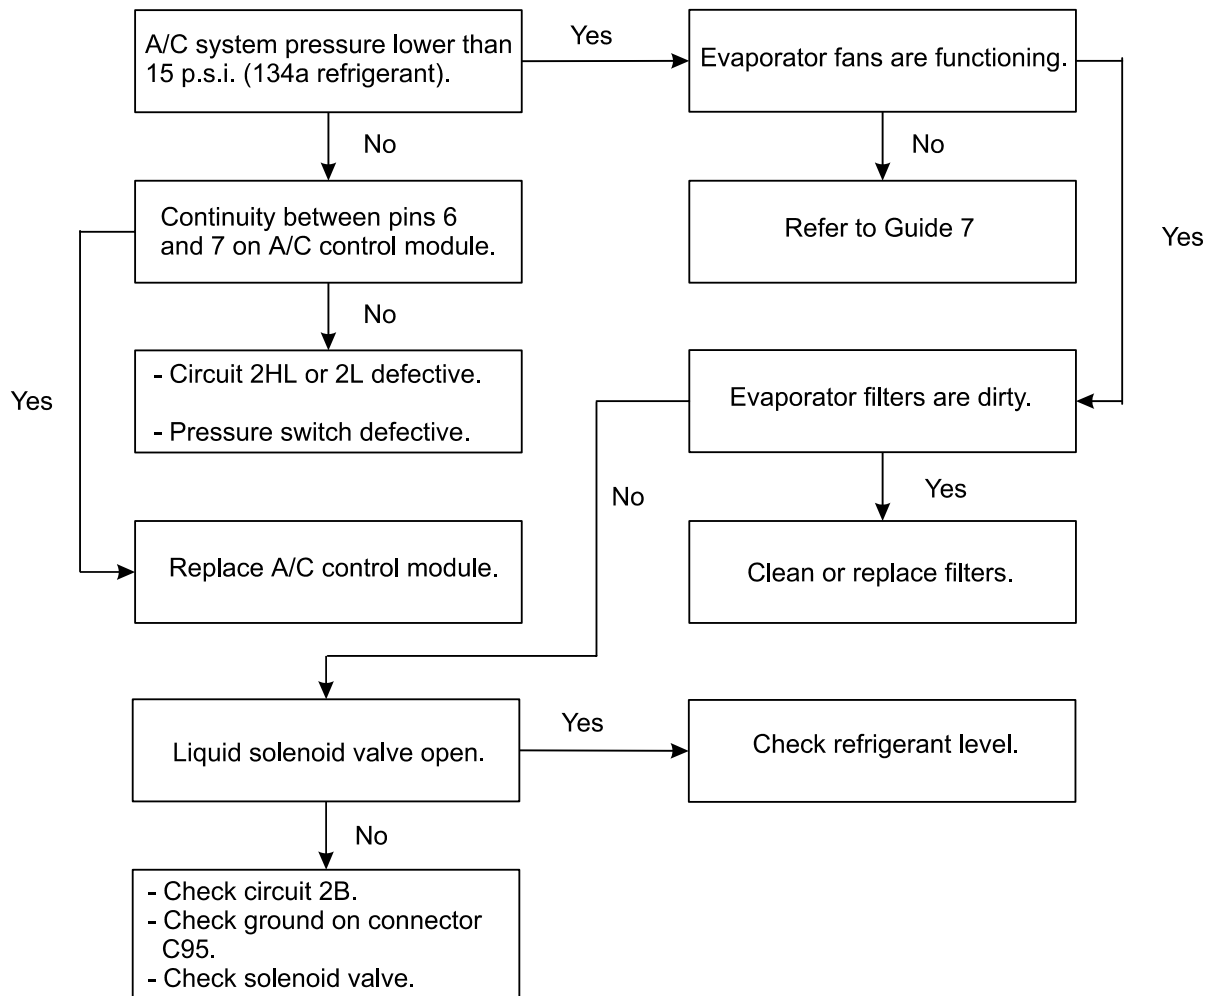 A/C system pressure lower than
15 p.s.i. (134a refrigerant).
Yes
Evaporator fans are functioning.
No
No
Continuity between pins 6
and 7 on A/C control module.
Refer to Guide 7
Yes
No
Yes
- Circuit 2HL or 2L defective.
- Pressure switch defective.
Evaporator filters are dirty.
No
Yes
Replace A/C control module.
Clean or replace filters.
Liquid solenoid valve open.
Yes
Check refrigerant level.
No
- Check circuit 2B.
- Check ground on connector
C95.
- Check solenoid valve.